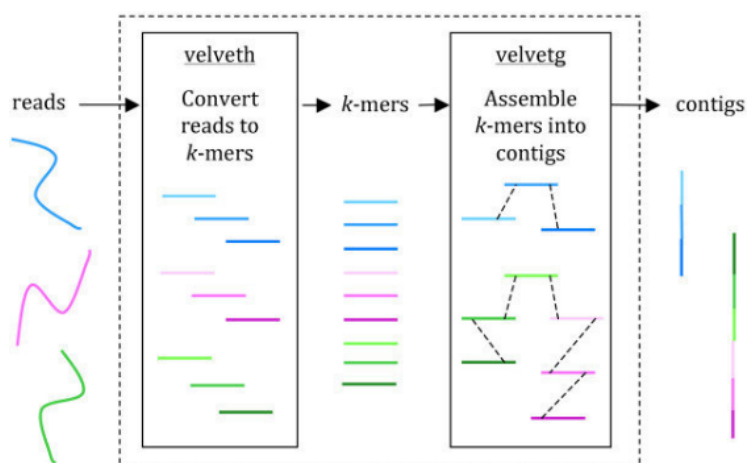 velveth
velvetg
reads
Convert
reads to
k-mers
k-mers
Assemble
k-mers into
contigs
contigs